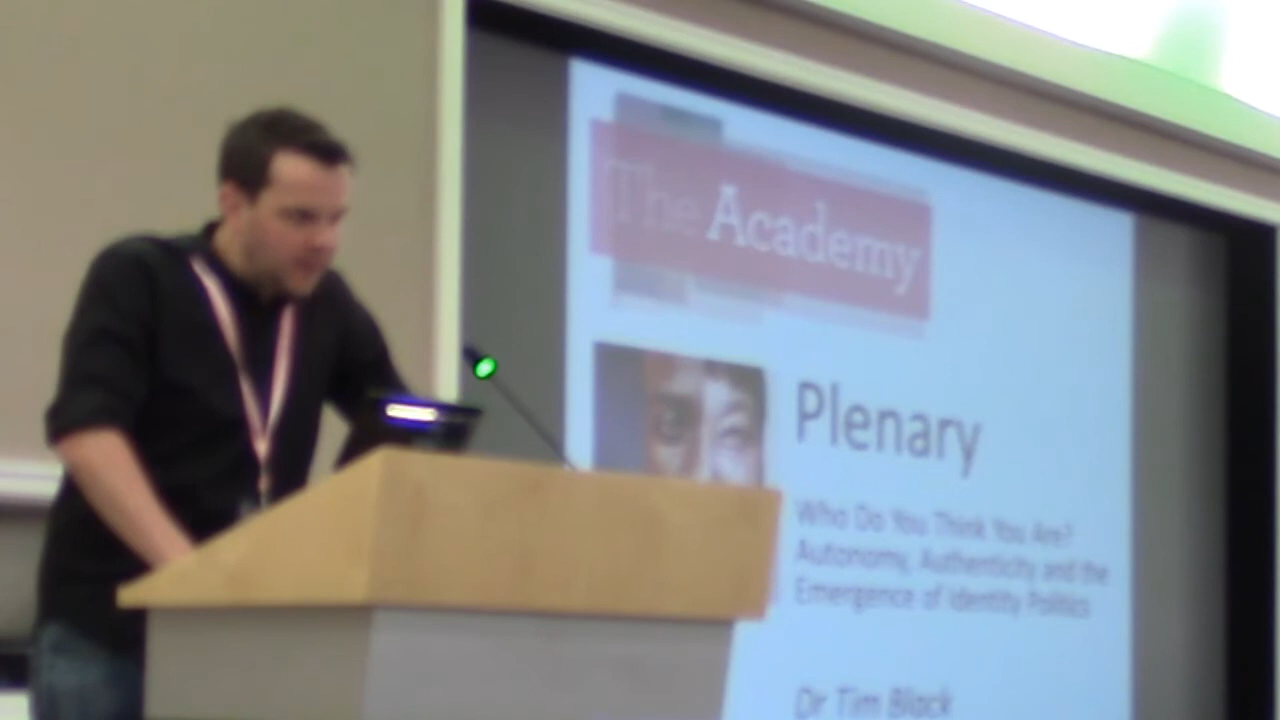 The Academy
Plenary
Who Do You Think You Are?
Autonomy, Authenticity and the
Emergence of Identity Politics
Dr Tim Black